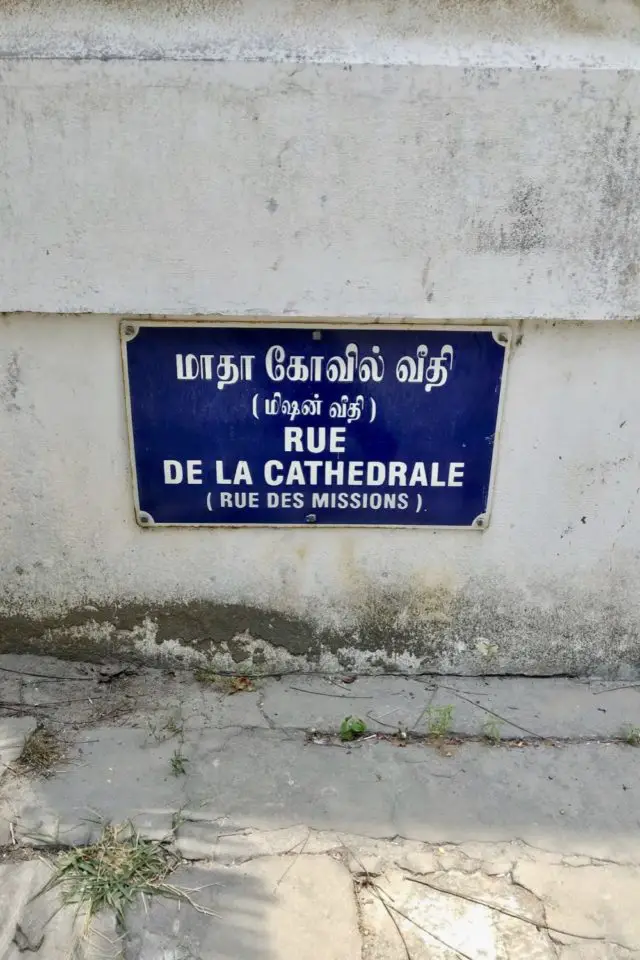 மாதா கோவில் வீதி
( மிஷன் வீதி )
RUE
DE LA CATHEDRALE
( RUE DES MISSIONS )